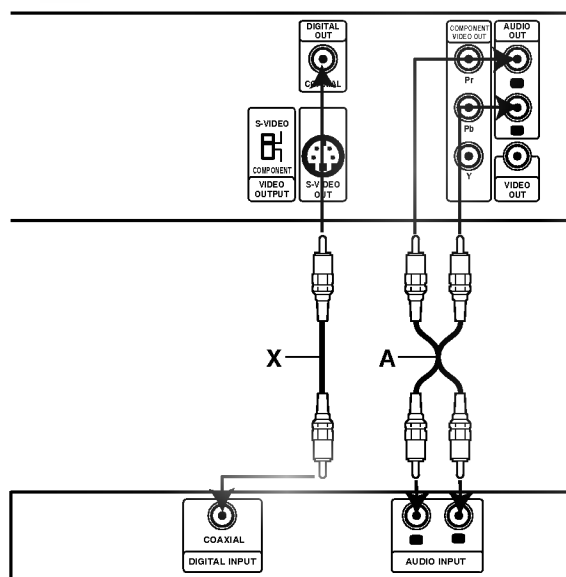 DIGITAL
OUT
COAXIAL
S-VIDEO
COMPONENT
VIDEO
OUTPUT
S-VIDEO
OUT
COMPONENT
VIDEO OUT
Pr
Pb
Y
AUDIO
OUT
VIDEO
OUT
X
A
COAXIAL
DIGITAL INPUT
AUDIO INPUT